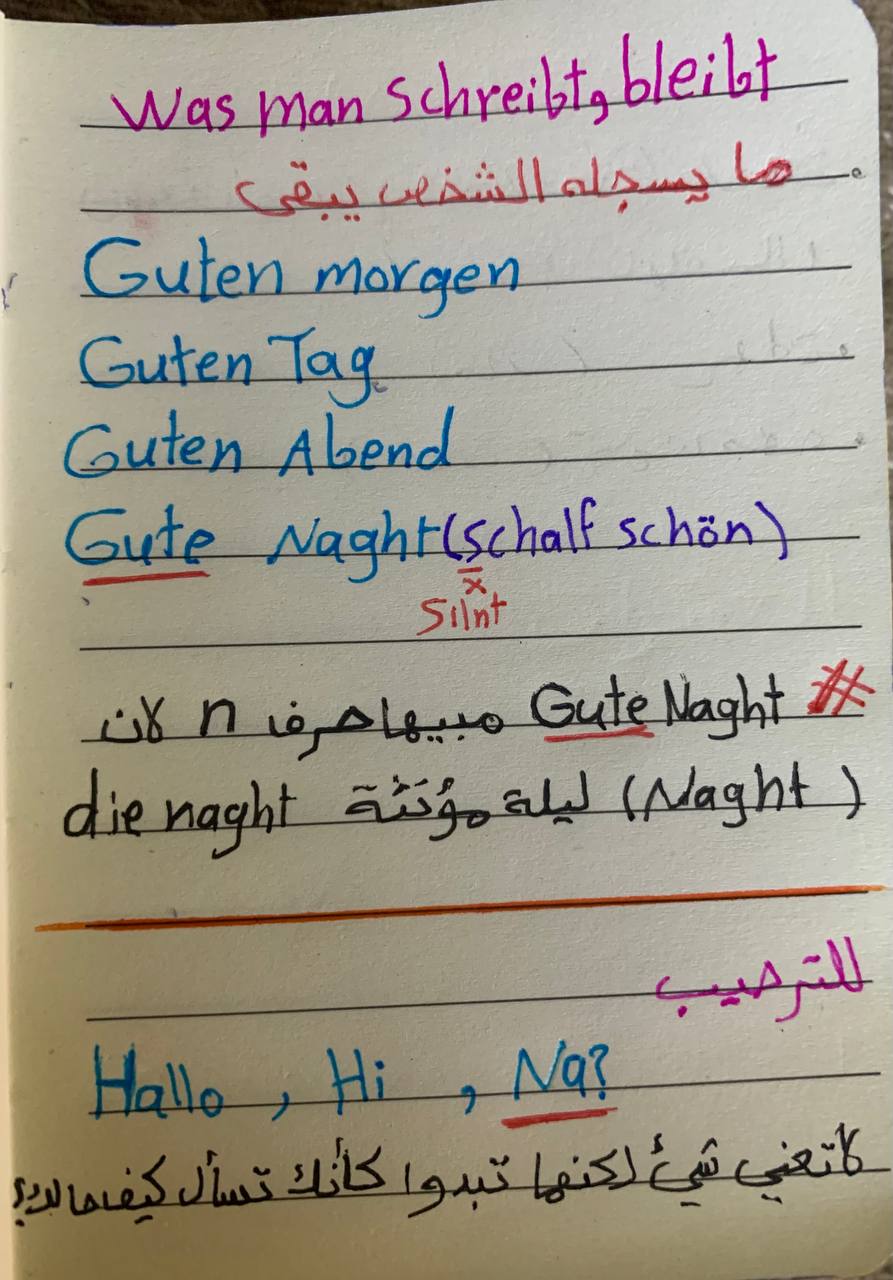 Was man schreibt, bleibt
ما يسجله الشخص يبقى.
Guten morgen
Guten Tag
Guten Abend
Gute Naght (schalf schön)
x
Silnt
# Gute Naght مبيها حرف n لان
(Naght) ليلة مؤنثة die naght
للترحيب
Hallo, Hi, Na?
لاتعني شيئ لكنها تبدوا كأنك تسأل كيف حالك؟